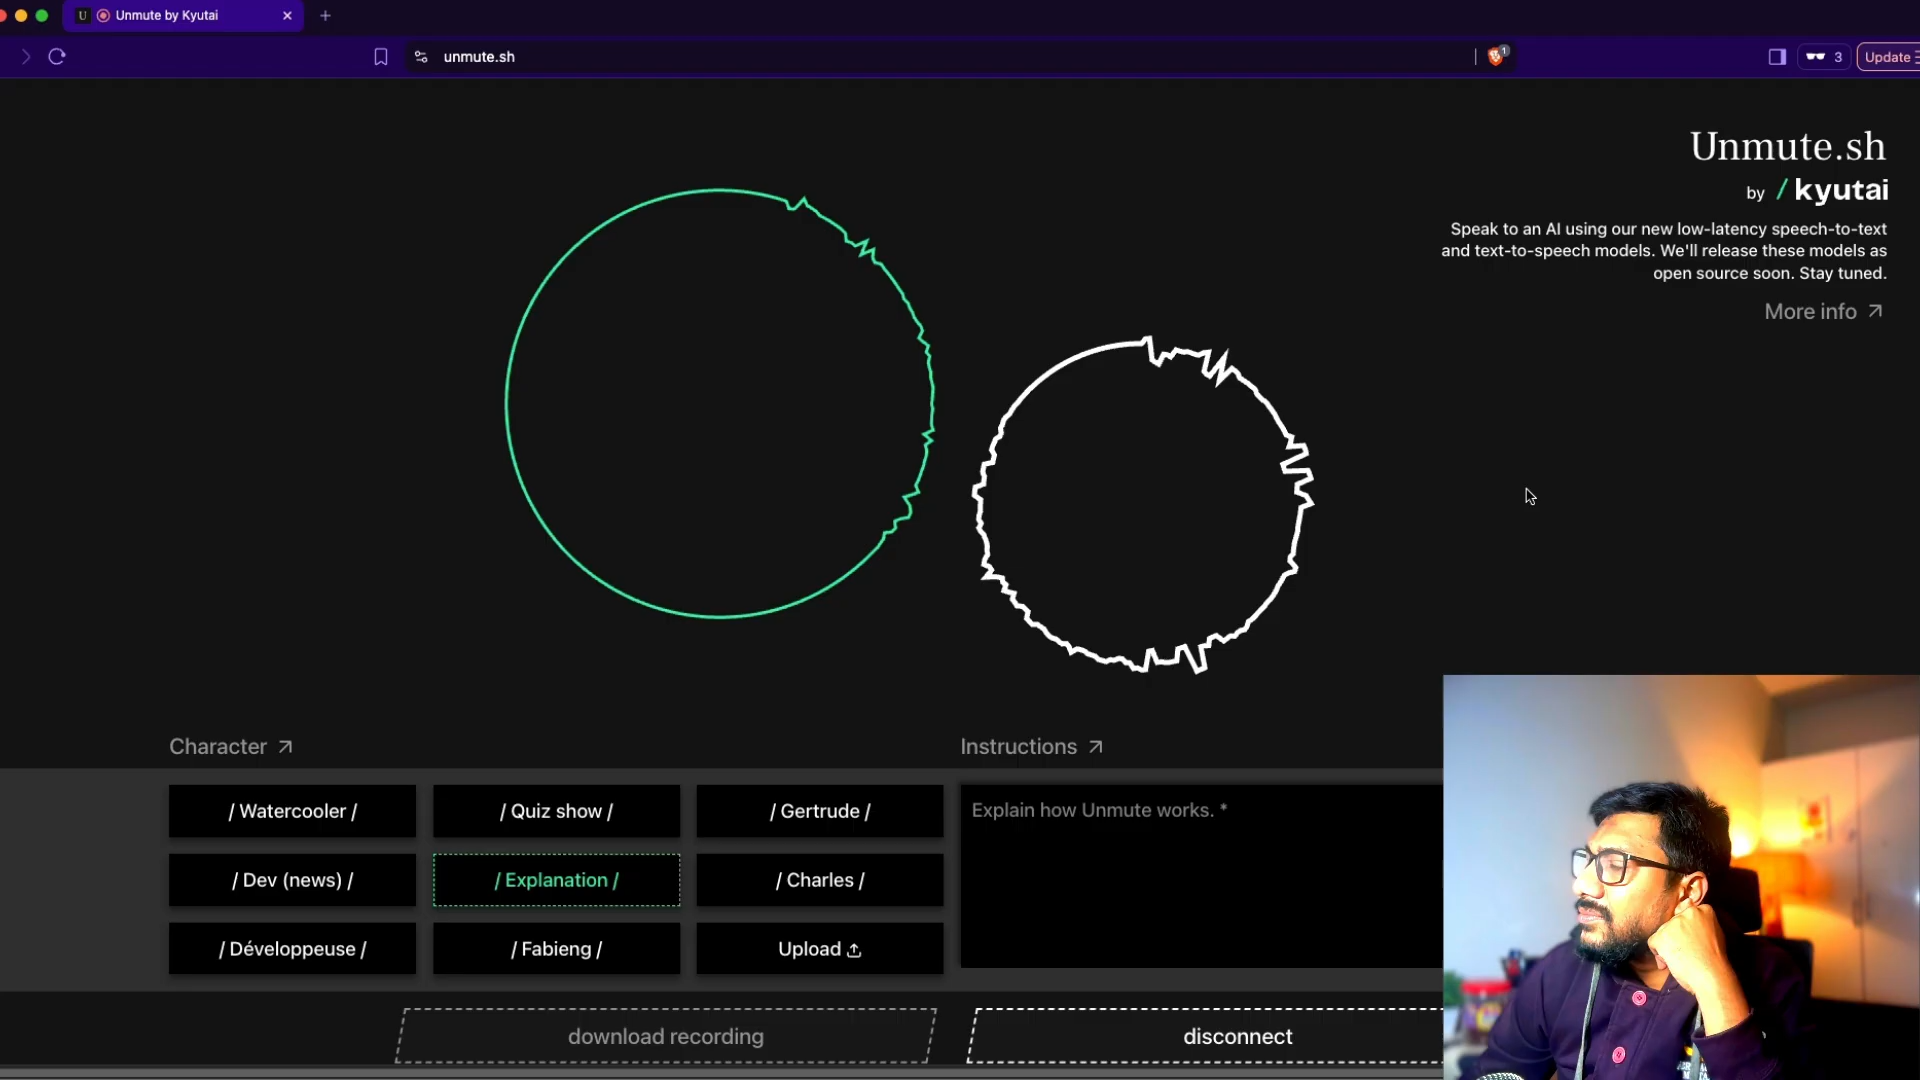 U Unmute by Kyutai
unmute.sh
1
3
Update
Unmute.sh
by / kyutai
Speak to an AI using our new low-latency speech-to-text
and text-to-speech models. We'll release these models as
open source soon. Stay tuned.
More info
Character
Instructions
/ Watercooler /
/ Quiz show /
/ Gertrude /
Explain how Unmute works. *
/ Dev (news) /
/ Explanation /
/ Charles /
/ Développeuse /
/ Fabieng /
Upload
download recording
disconnect